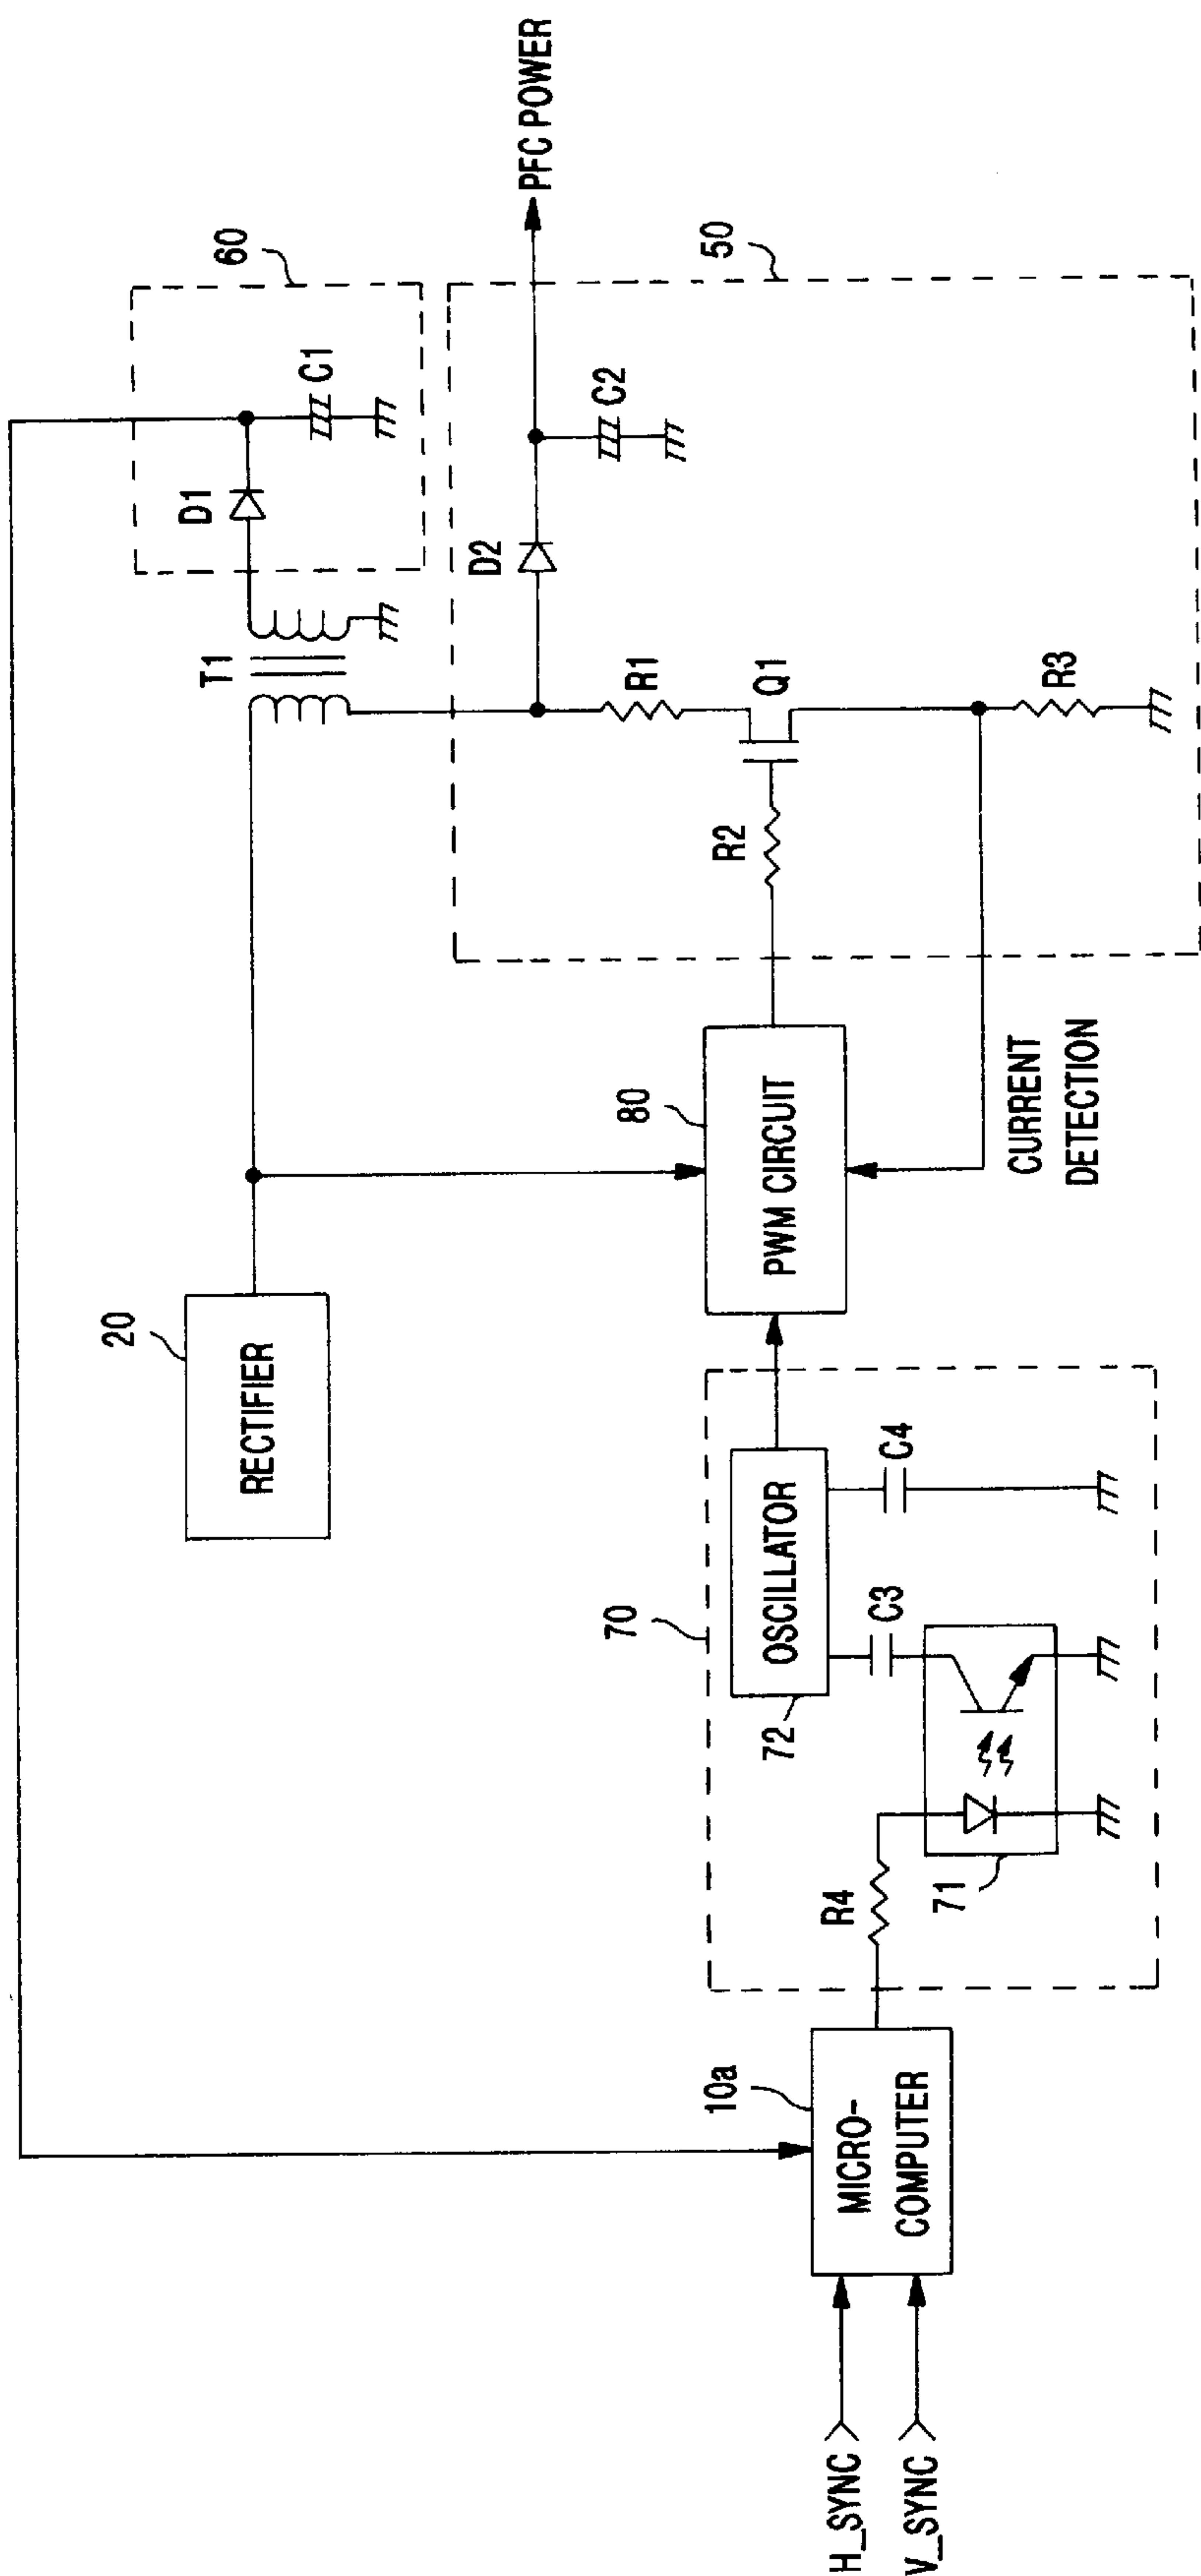 60
T1
D1
C1
20
RECTIFIER
PFC POWER
50
D2
C2
R1
Q1
R2
R3
80
PWM CIRCUIT
CURRENT
DETECTION
70
OSCILLATOR
72
C3
C4
R4
71
10a
MICRO-
COMPUTER
H_SYNC
V_SYNC